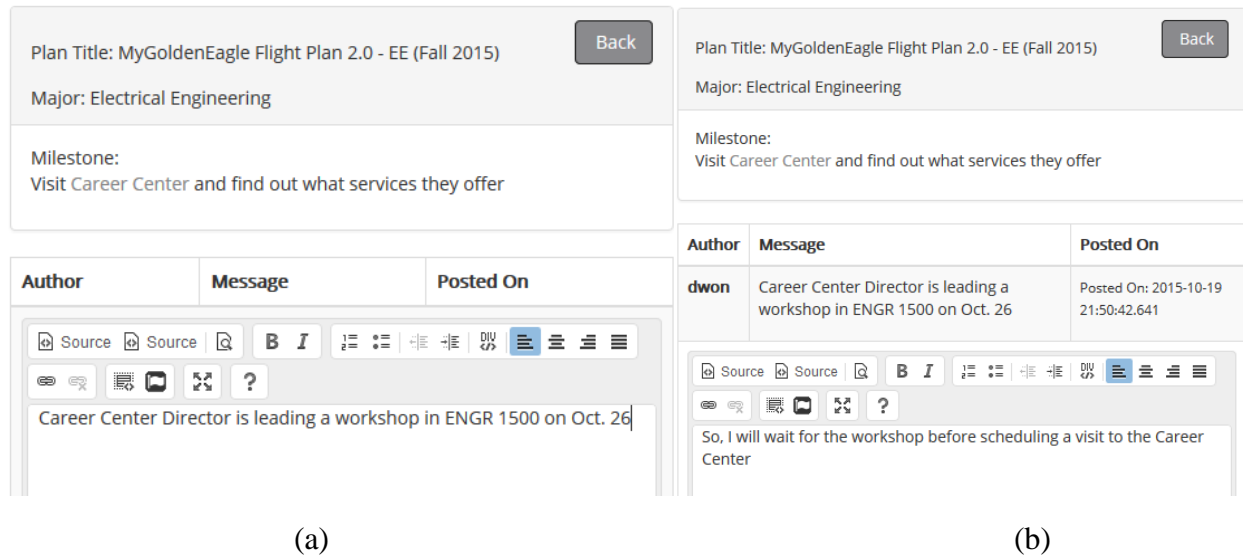 Plan Title: MyGoldenEagle Flight Plan 2.0 - EE (Fall 2015)
Back
Major: Electrical Engineering
Milestone:
Visit Career Center and find out what services they offer
Author Message Posted On
Source Source B I DIV
?
Career Center Director is leading a workshop in ENGR 1500 on Oct. 26
(a)
Plan Title: MyGoldenEagle Flight Plan 2.0 - EE (Fall 2015)
Back
Major: Electrical Engineering
Milestone:
Visit Career Center and find out what services they offer
Author Message Posted On
dwon Career Center Director is leading a Posted On: 2015-10-19
workshop in ENGR 1500 on Oct. 26 21:50:42.641
Source Source B I DIV
?
So, I will wait for the workshop before scheduling a visit to the Career
Center
(b)